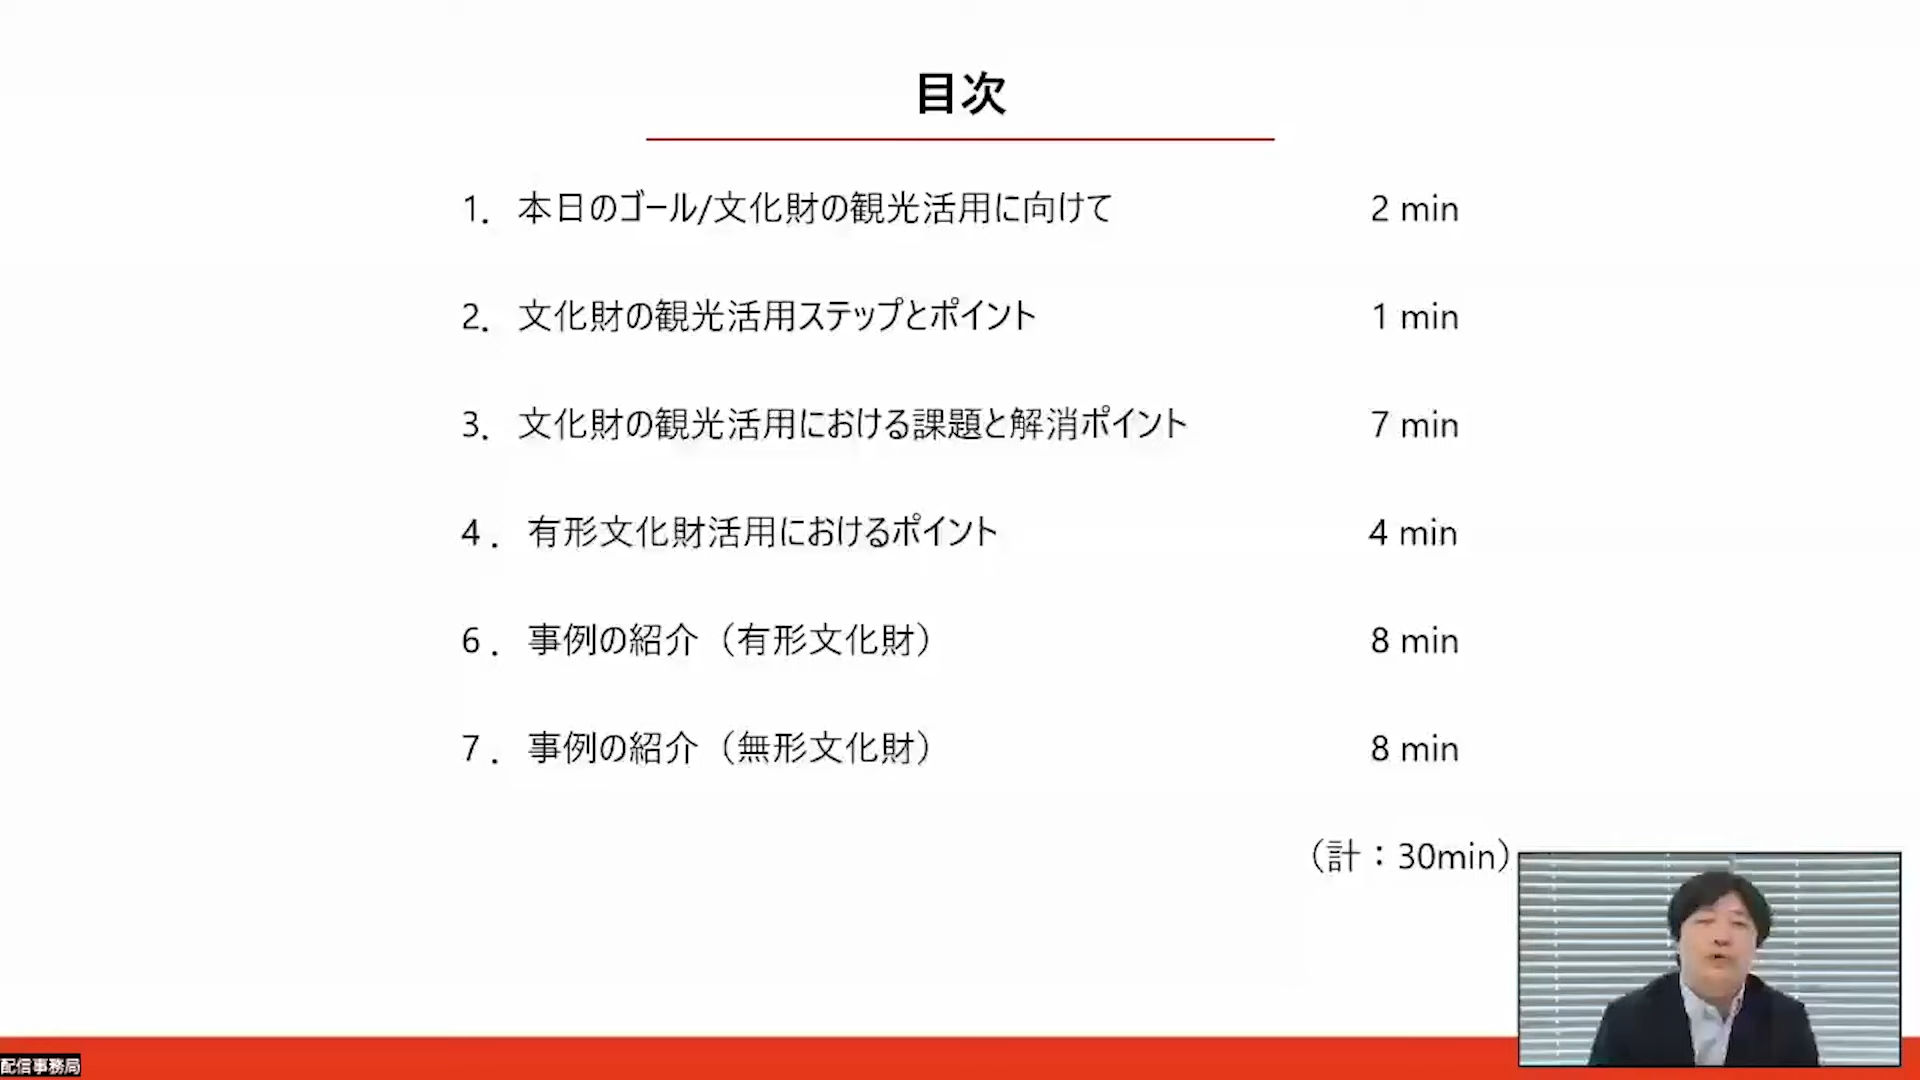 目次
1. 本日のゴール/文化財の観光活用に向けて 2 min
2. 文化財の観光活用ステップとポイント 1 min
3. 文化財の観光活用における課題と解消ポイント 7 min
4． 有形文化財活用におけるポイント 4 min
6． 事例の紹介（有形文化財） 8 min
7． 事例の紹介（無形文化財） 8 min
（計：30min）
配信事務局